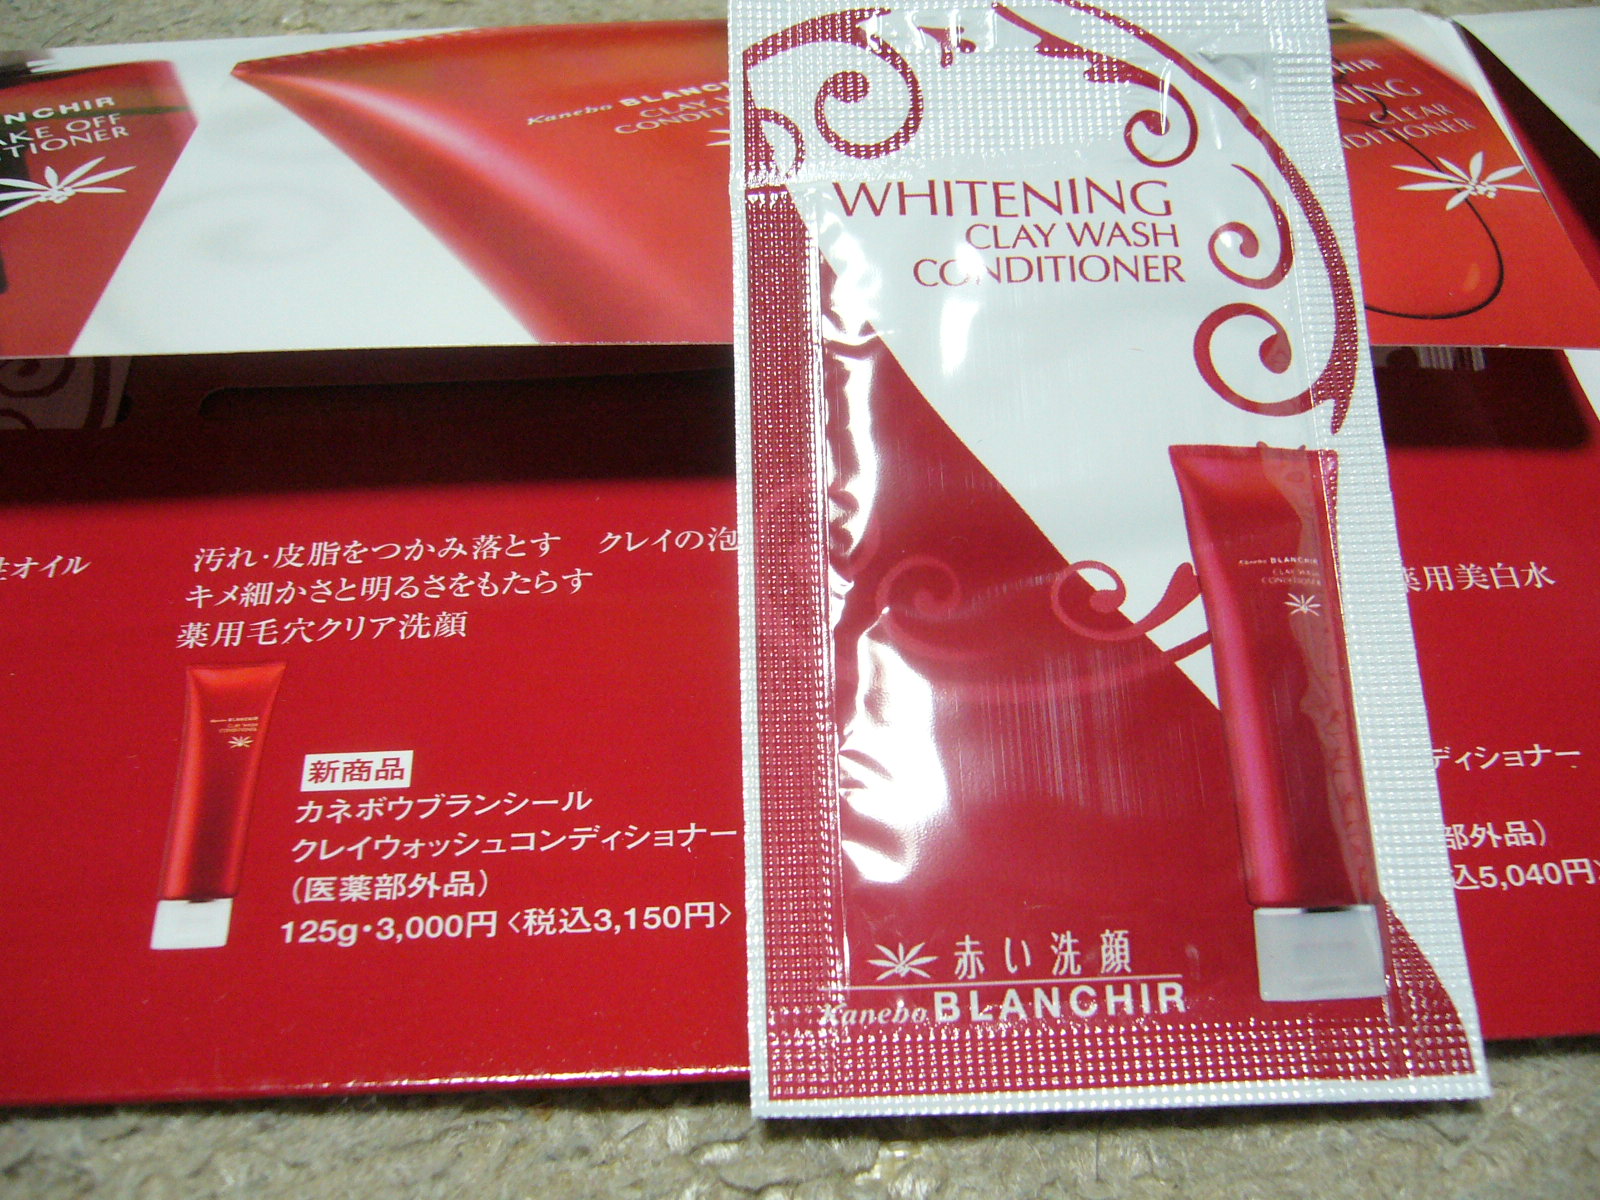 BLANCHIR
OFF
Kanebo
CLAY
WHITENING
CLAY WASH
CONDITIONER
CLEAR
汚れ・皮脂をつかみ落とす クレイの泡
キメ細かさと明るさをもたらす
薬用毛穴クリア洗顔
オイル
薬用美白水
Kanebo BLANCHIR
CLAY WASH
CONDITIONER
新商品
カネボウブランシール
クレイウォッシュコンディショナー
(医薬部外品)
125g・3,000円〈税込3,150円〉
ディショナー
部外品)
込5,040円〉
赤い洗顔
Kanebo BLANCHIR